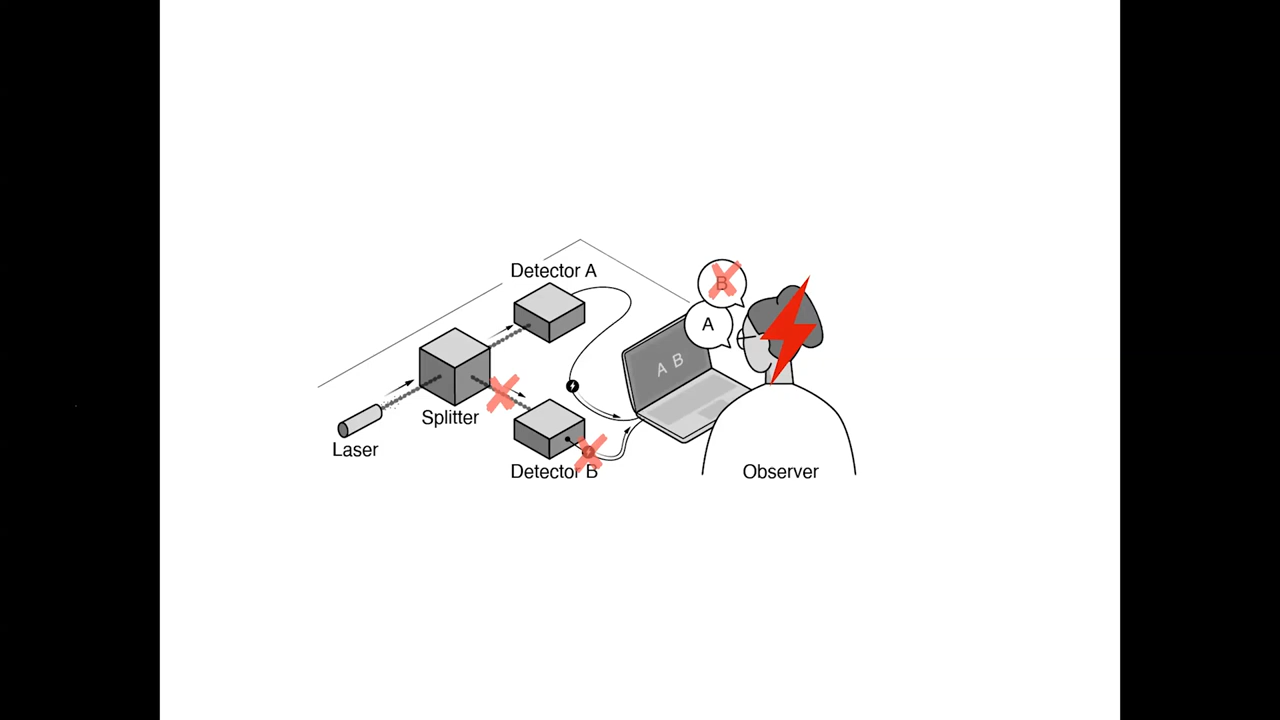 Detector A
B
A
A B
Splitter
Laser
Detector B
Observer